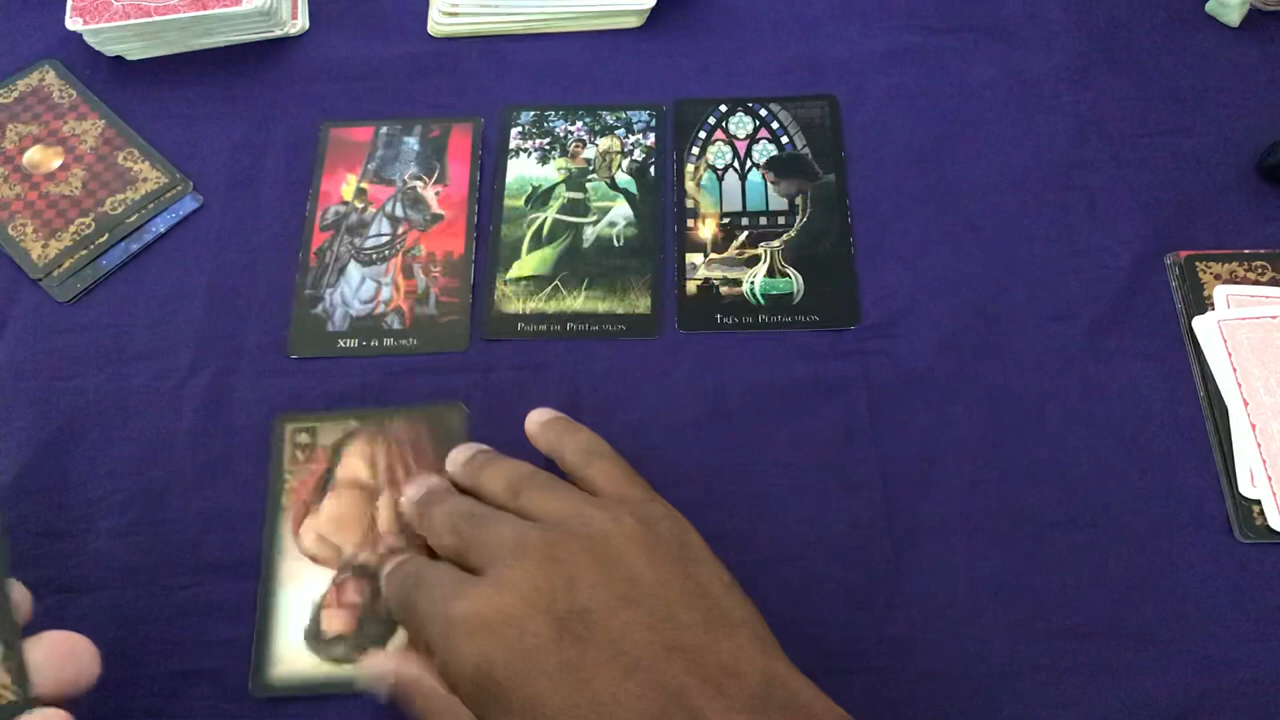 XIII • A MORTE
PAJEM DE PENTÁCULOS
TRÊS DE PENTÁCULOS